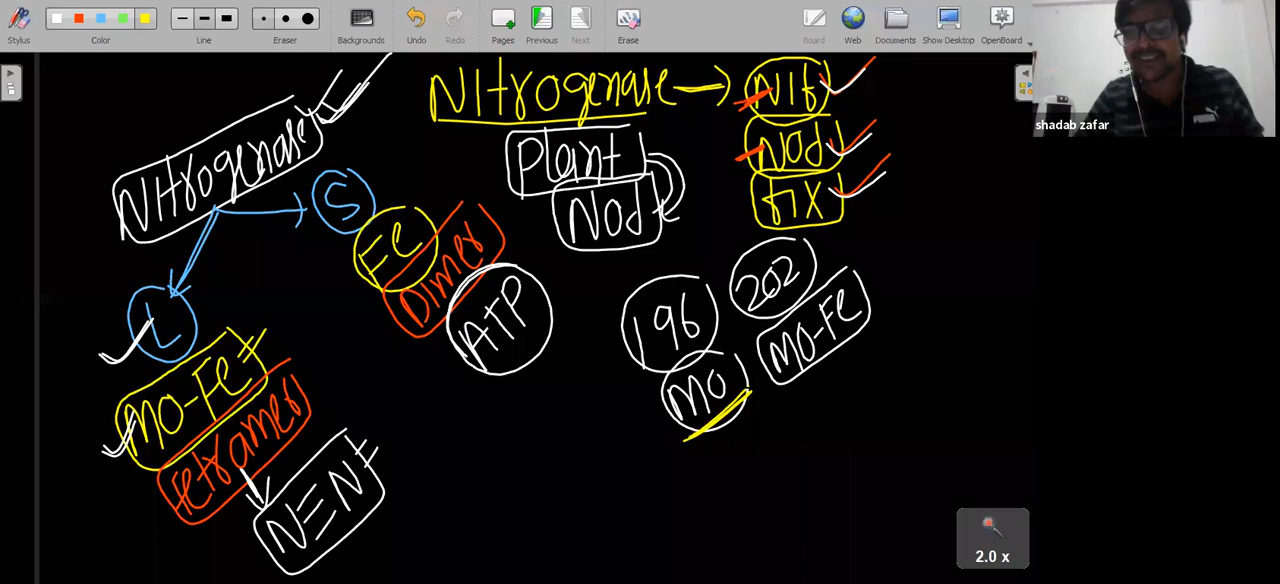 Stylus
Color
Line
Eraser
Backgrounds
Undo
Redo
Pages
Previous
Next
Erase
Board
Web
Documents
Show Desktop
OpenBoard
shadab zafar
PUMA
NItrogenase → NIf
Nod
fIX
Plant
Nod
NItrogenase
S
Fe
Dimer
ATP
L
MO-Fe
tetramer
N≡N
196
MO
202
MO-Fe
2.0 x